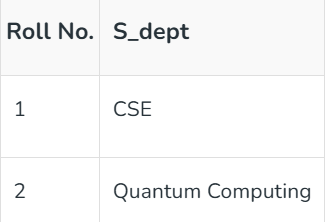 Roll No. S_dept
1 CSE
2 Quantum Computing